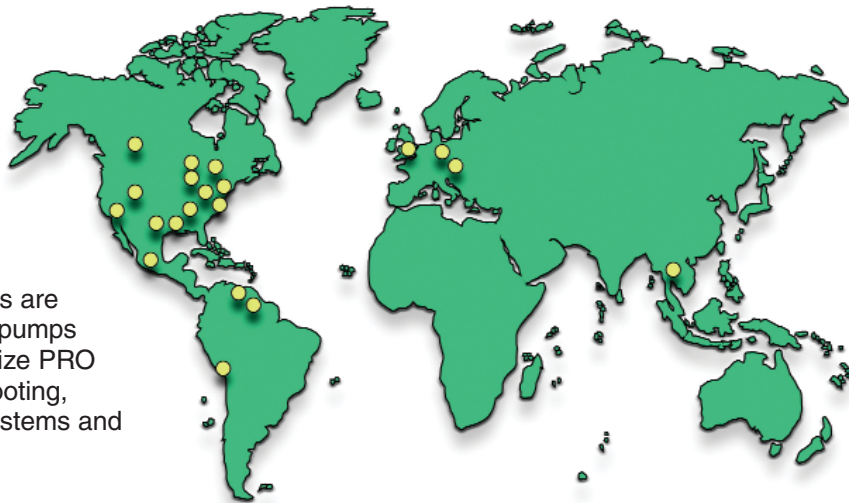 s are
pumps
ize PRO
ooting,
stems and